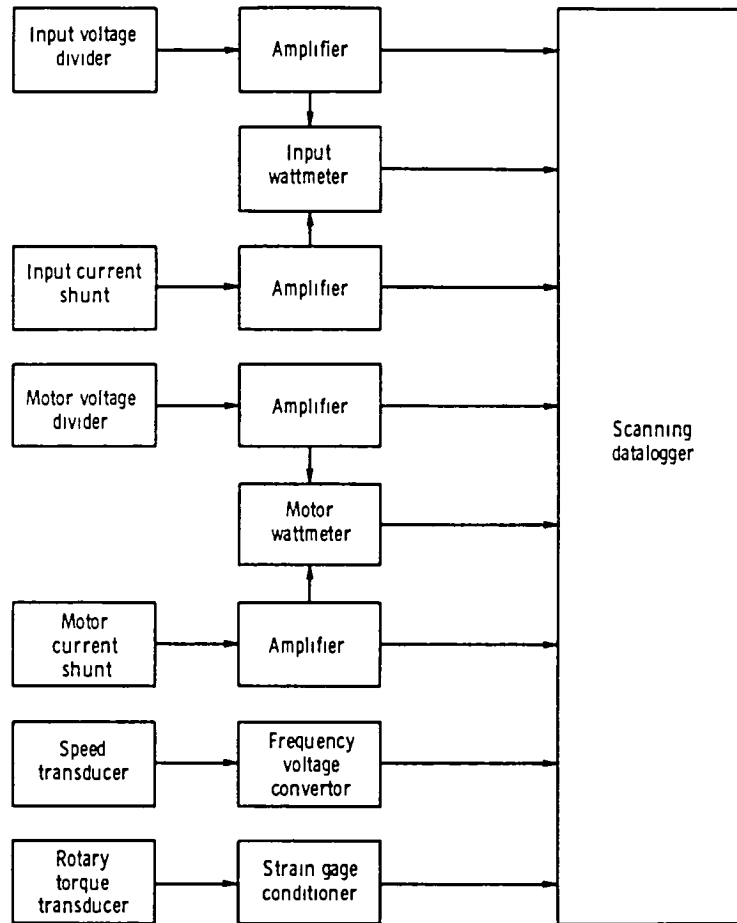 Input voltage
divider
Amplifier
Input
wattmeter
Input current
shunt
Amplifier
Motor voltage
divider
Amplifier
Scanning
datalogger
Motor
wattmeter
Motor
current
shunt
Amplifier
Speed
transducer
Frequency
voltage
convertor
Rotary
torque
transducer
Strain gage
conditioner